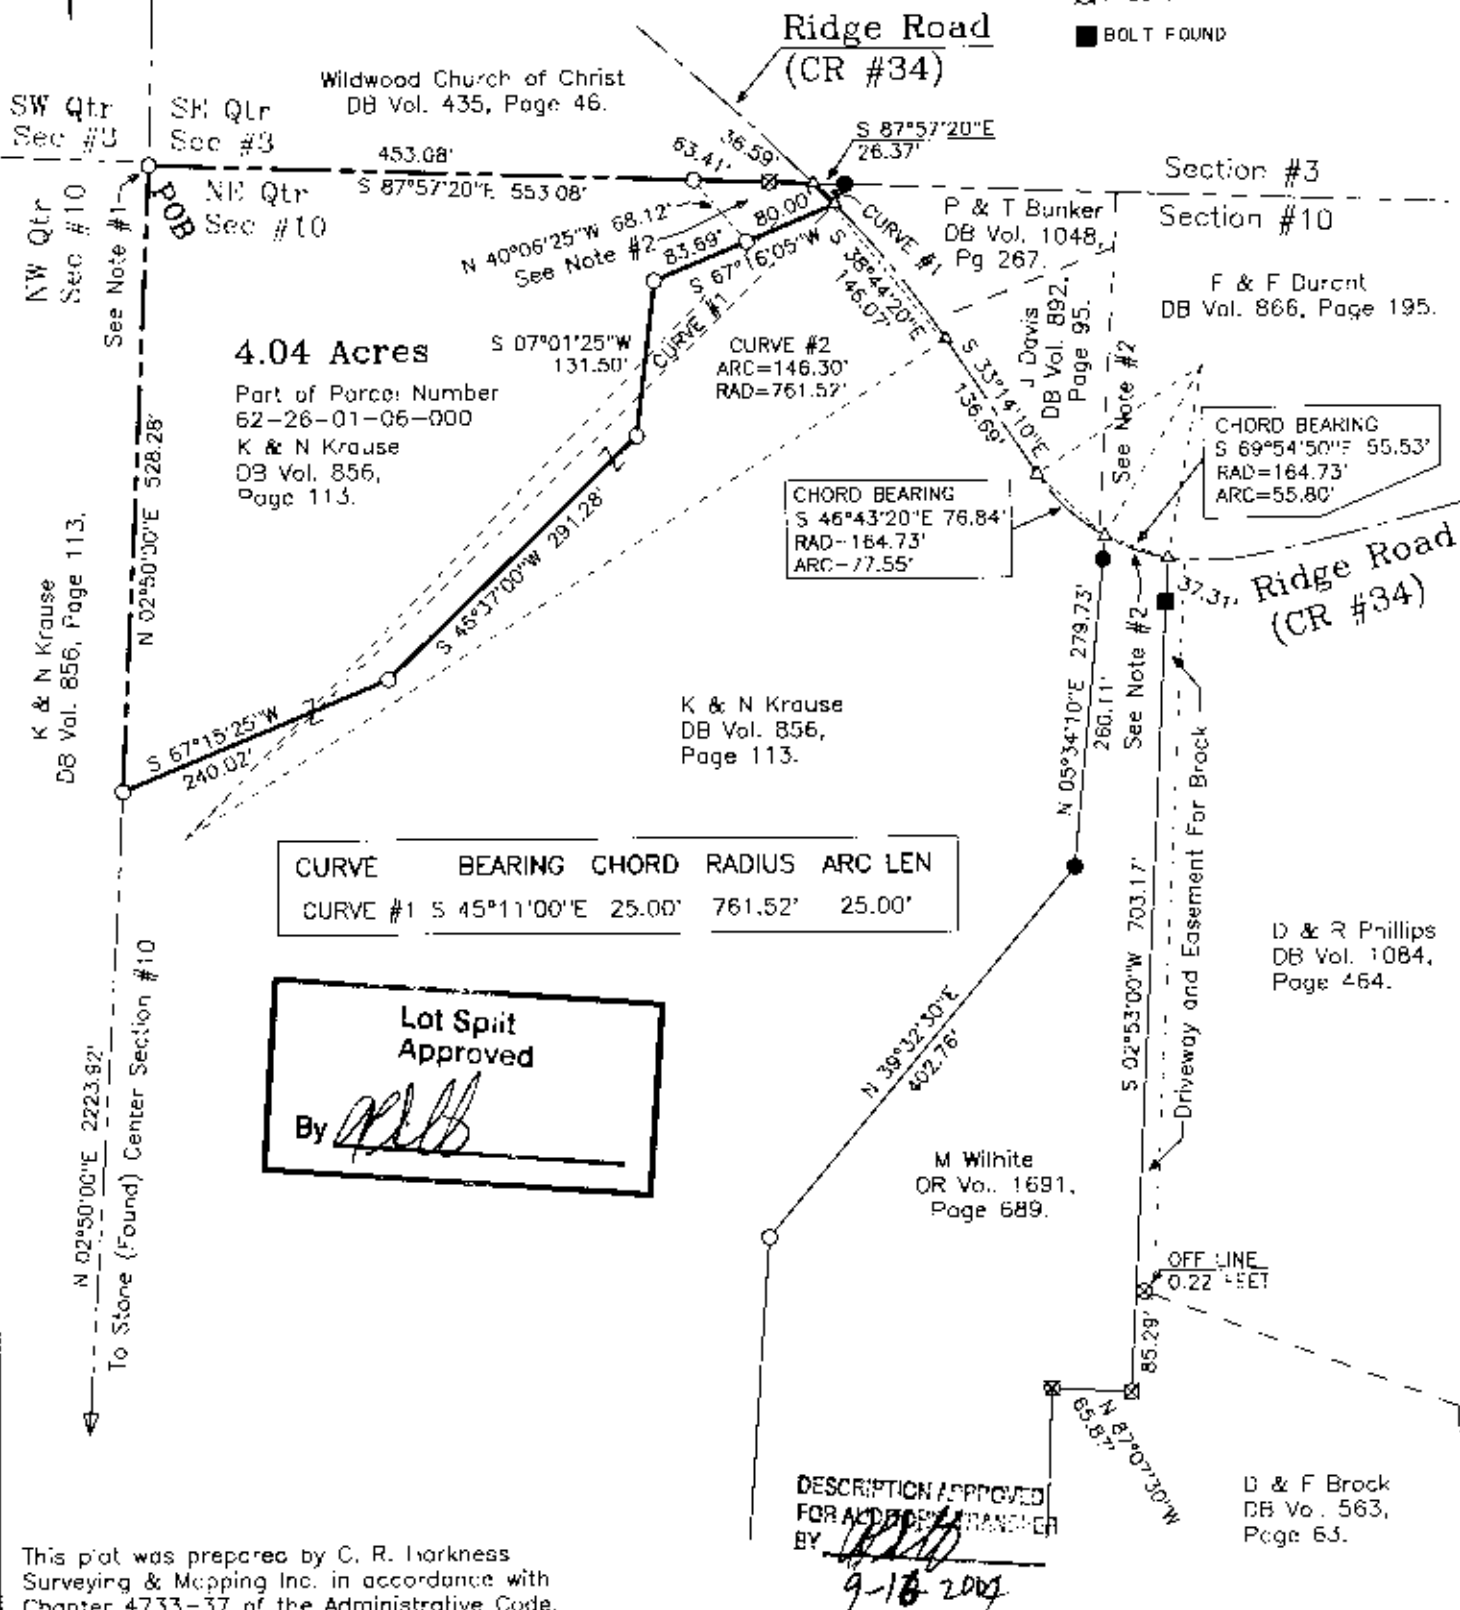 BOLT FOUND
Ridge Road
(CR #34)
Wildwood Church of Christ
DB Vol. 435, Page 46.
SW Qtr
Sec #3
SE Qtr
Sec #3
453.08'
S 87°57'20"E 553.08'
63.41'
36.59'
S 87°57'20"E
26.37'
Section #3
Section #10
NW Qtr
Sec #10
See Note #1
POB
NE Qtr
Sec #10
N 40°06'25"W 68.12'
See Note #2
80.00'
83.69'
S 67°16'05"W
CURVE #1
S 38°44'20"E
146.07'
P & T Bunker
DB Vol. 1048,
Pg 267
F & F Durant
DB Vol. 866, Page 195.
J Davis
DB Vol. 892,
Page 95.
See Note #2
4.04 Acres
Part of Parcel Number
62-26-01-06-000
K & N Krause
DB Vol. 856,
Page 113.
S 07°01'25"W
131.50'
CURVE #1
CURVE #2
ARC=146.30'
RAD=761.52'
S 33°14'10"E
136.69'
CHORD BEARING
S 69°54'50"E 55.53'
RAD=164.73'
ARC=55.80'
CHORD BEARING
S 46°43'20"E 76.84'
RAD-164.73'
ARC-77.55'
N 02°50'00"E 528.28'
K & N Krause
DB Vol. 856, Page 113.
S 45°37'00"W 291.28'
S 67°15'25"W
240.02'
37.31'
Ridge Road
(CR #34)
N 05°34'10"E 279.73'
260.11'
See Note #2
K & N Krause
DB Vol. 856,
Page 113.
S 02°53'00"W 703.17'
Driveway and Easement For Brock
CURVE BEARING CHORD RADIUS ARC LEN
CURVE #1 S 45°11'00"E 25.00' 761.52' 25.00'
D & R Phillips
DB Vol. 1084,
Page 464.
N 02°50'00"E 2223.92'
To Stone (Found) Center Section #10
Lot Split
Approved
By
N 39°32'30"E
402.76'
M Wilhite
OR Vol. 1691,
Page 689.
OFF LINE
0.22 FEET
85.29'
N 87°07'30"W
65.87'
D & F Brock
DB Vol. 563,
Page 63.
DESCRIPTION APPROVED
FOR AUDITORS TRANSFER
BY
This plat was prepared by C. R. Harkness
Surveying & Mapping Inc. in accordance with
Chapter 4733-37 of the Administrative Code.